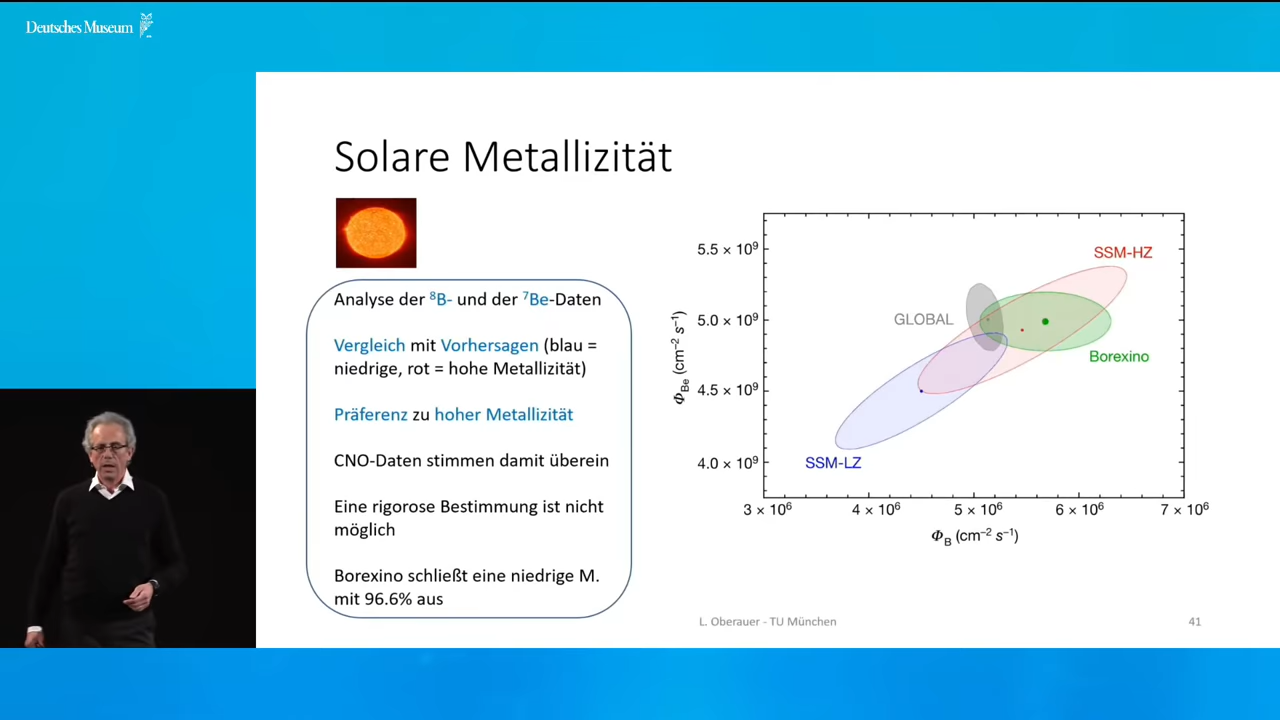 Deutsches Museum
Solare Metallizität
Analyse der ⁸B- und der ⁷Be-Daten
Vergleich mit Vorhersagen (blau =
niedrige, rot = hohe Metallizität)
Präferenz zu hoher Metallizität
CNO-Daten stimmen damit überein
Eine rigorose Bestimmung ist nicht
möglich
Borexino schließt eine niedrige M.
mit 96.6% aus
5.5 × 10⁹
5.0 × 10⁹
4.5 × 10⁹
4.0 × 10⁹
Φ_Be (cm⁻² s⁻¹)
SSM-HZ
GLOBAL
Borexino
SSM-LZ
3 × 10⁶
4 × 10⁶
5 × 10⁶
6 × 10⁶
7 × 10⁶
Φ_B (cm⁻² s⁻¹)
L. Oberauer - TU München
41